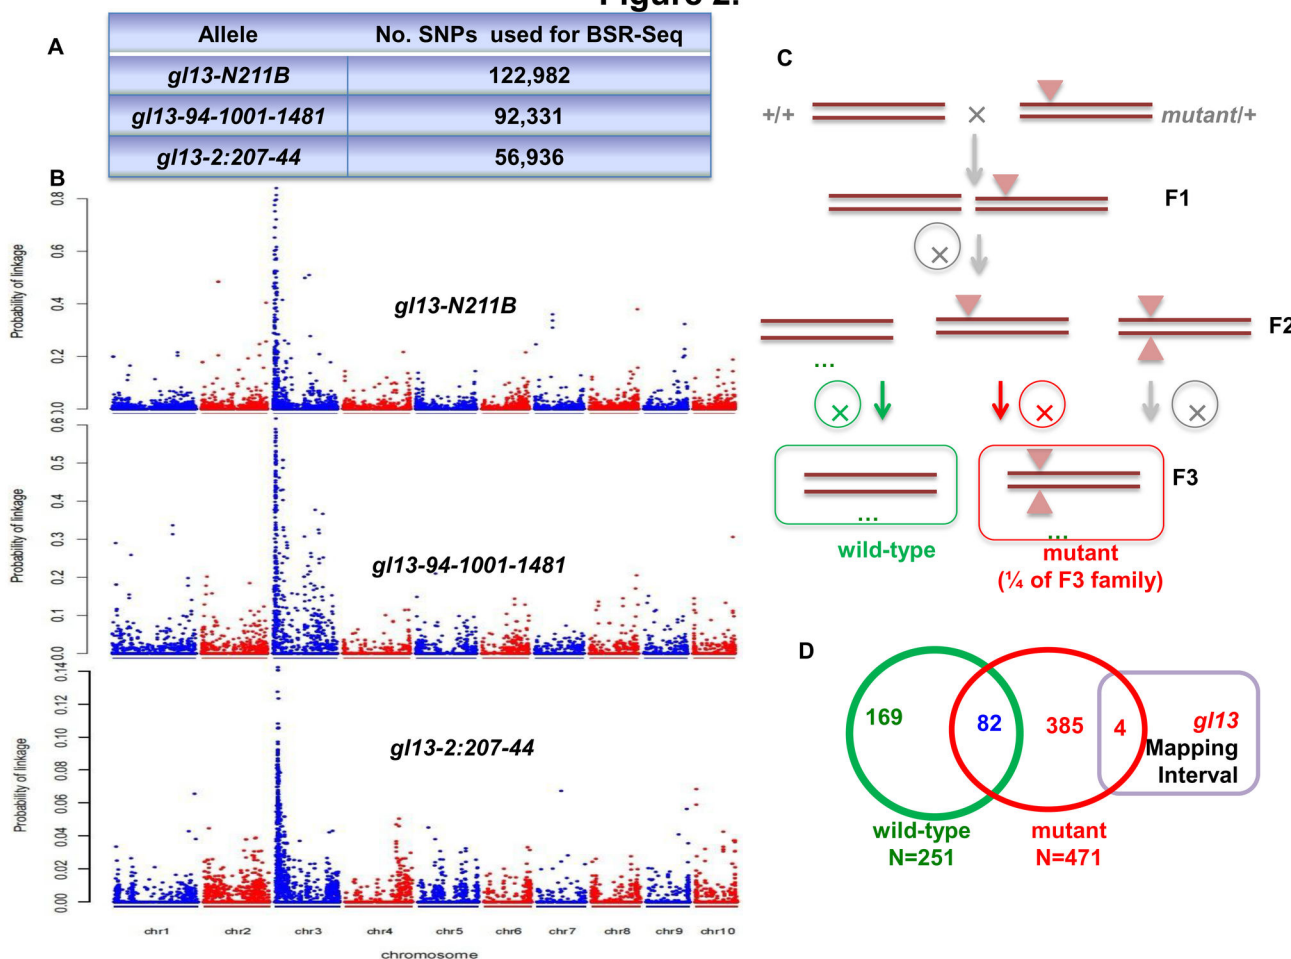 Figure 2.
A
Allele No. SNPs used for BSR-Seq
gl13-N211B 122,982
gl13-94-1001-1481 92,331
gl13-2:207-44 56,936
B
Probability of linkage
0.8
0.6
0.4
0.2
gl13-N211B
Probability of linkage
0.6
0.5
0.4
0.3
0.2
0.1
0.0
gl13-94-1001-1481
Probability of linkage
0.14
0.12
0.10
0.08
0.06
0.04
0.02
0.00
gl13-2:207-44
chr1 chr2 chr3 chr4 chr5 chr6 chr7 chr8 chr9 chr10
chromosome
C
+/+ × mutant/+
F1
×
F2
...
× × ×
F3
...
...
wild-type
mutant
(¼ of F3 family)
D
169 82 385 4 gl13
Mapping
Interval
wild-type
N=251
mutant
N=471